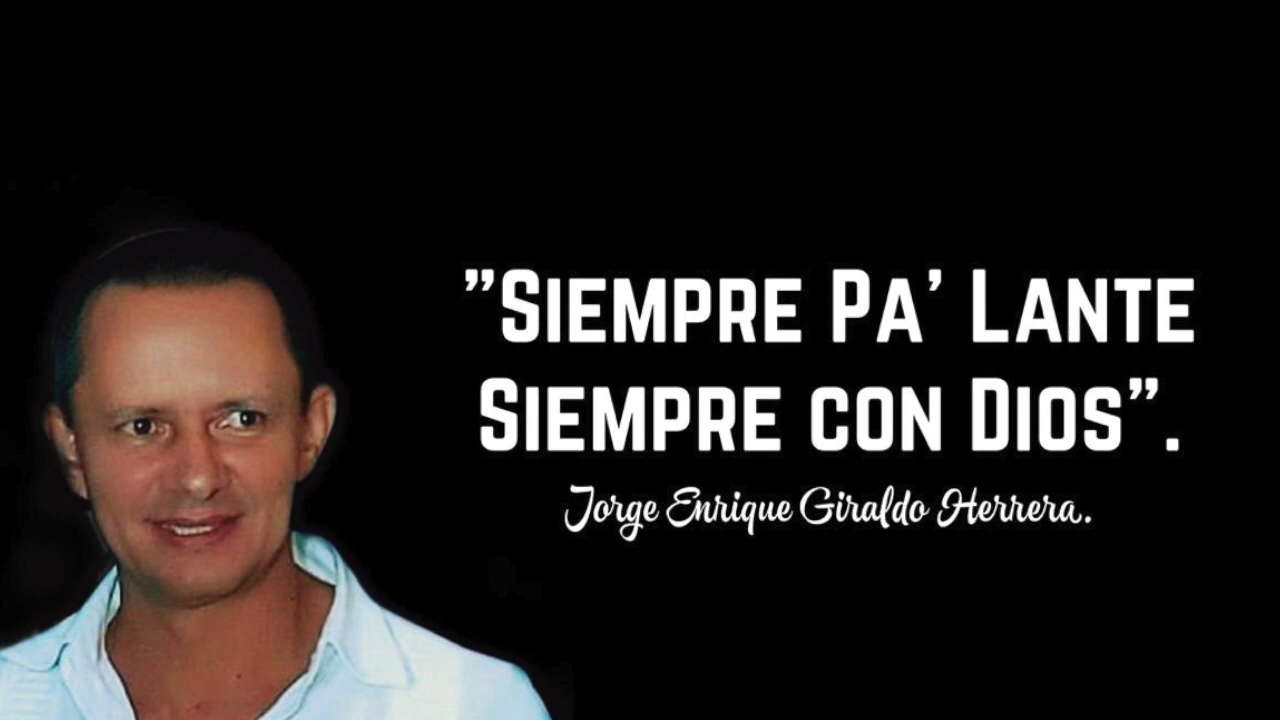 "Siempre Pa' Lante
Siempre con Dios".
Jorge Enrique Giraldo Herrera.